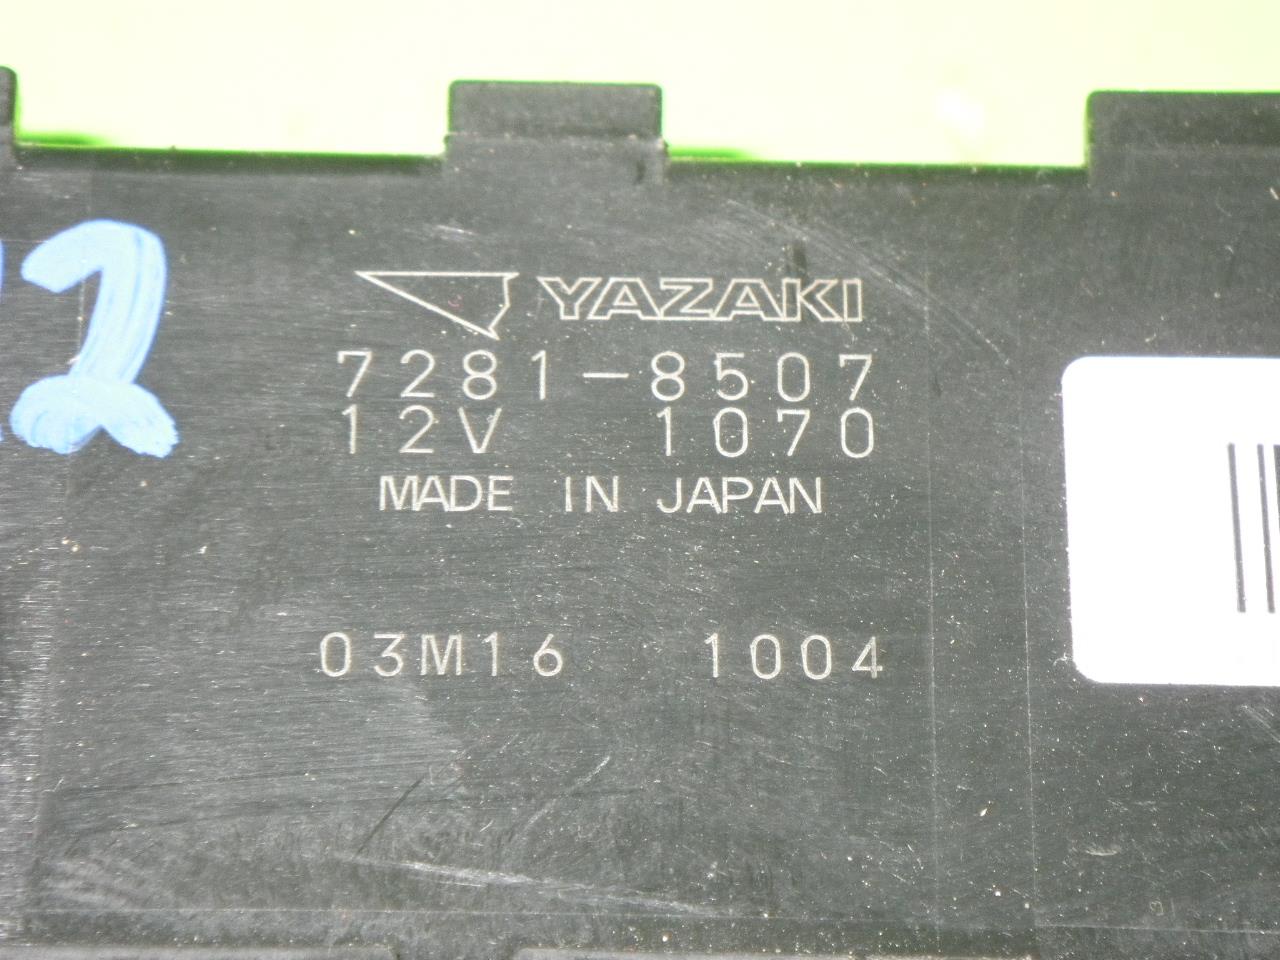 YAZAKI
7281-8507
12V 1070
MADE IN JAPAN
03M16 1004